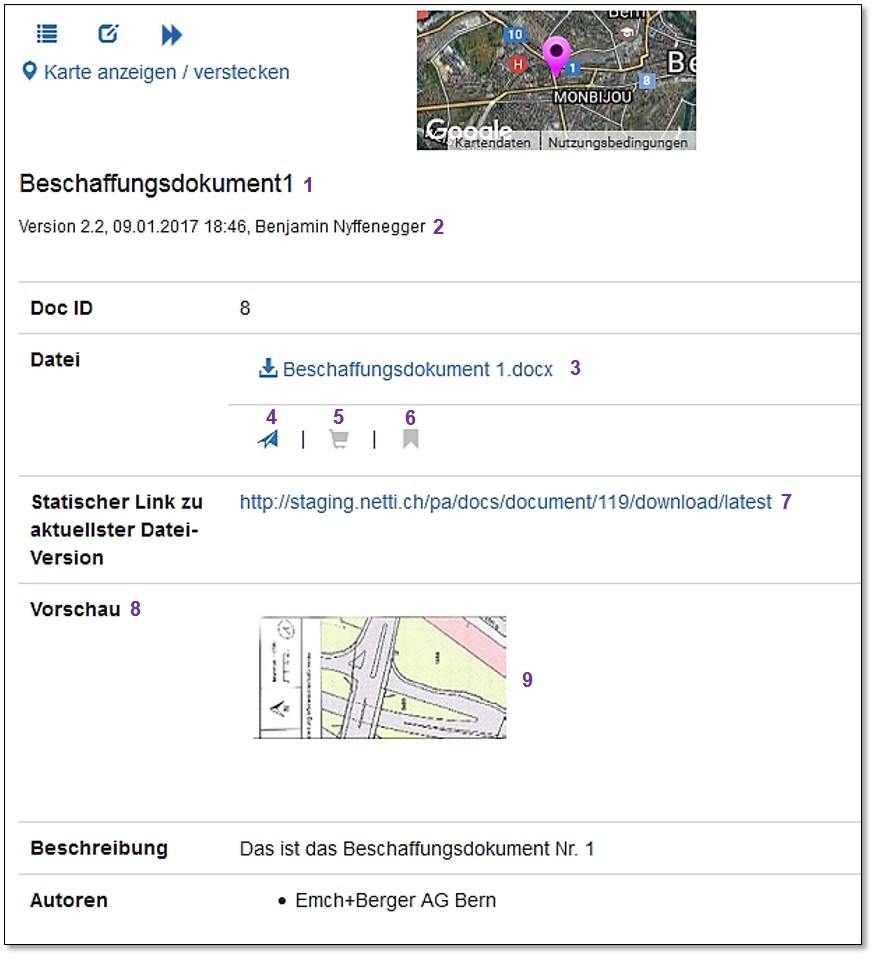 Bern
10
H
1
Be
8
MONBIJOU
Google
Kartendaten
Nutzungsbedingungen
Karte anzeigen / verstecken
Beschaffungsdokument1 1
Version 2.2, 09.01.2017 18:46, Benjamin Nyffenegger 2
Doc ID 8
Datei
Beschaffungsdokument 1.docx 3
4 5 6
| |
Statischer Link zu
aktuellster Datei-
Version
http://staging.netti.ch/pa/docs/document/119/download/latest 7
Vorschau 8
9
Beschreibung Das ist das Beschaffungsdokument Nr. 1
Autoren • Emch+Berger AG Bern